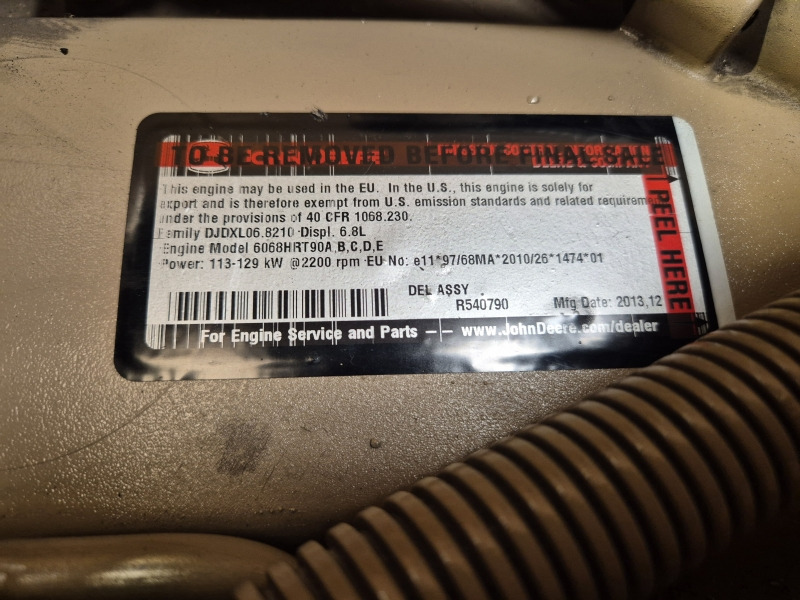 TO BE REMOVED BEFORE FINAL SALE
This engine may be used in the EU. In the U.S., this engine is solely for
export and is therefore exempt from U.S. emission standards and related requirem
under the provisions of 40 CFR 1068.230.
Family DJDXL06.8210 Displ. 6.8L
Engine Model 6068HRT90A,B,C,D,E
Power: 113-129 kW @2200 rpm EU No: e11*97/68MA*2010/26*1474*01
PEEL HERE
DEL ASSY
R540790 Mfg Date: 2013,12
For Engine Service and Parts -- www.JohnDeere.com/dealer